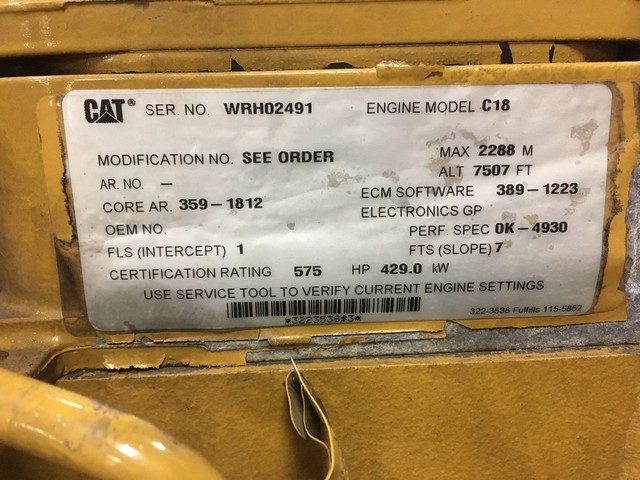 CAT® SER. NO. WRH02491 ENGINE MODEL C18
MODIFICATION NO. SEE ORDER MAX 2288 M
ALT 7507 FT
AR. NO. –
ECM SOFTWARE 389-1223
CORE AR. 359-1812
ELECTRONICS GP
OEM NO. PERF. SPEC 0K-4930
FLS (INTERCEPT) 1 FTS (SLOPE) 7
CERTIFICATION RATING 575 HP 429.0 kW
USE SERVICE TOOL TO VERIFY CURRENT ENGINE SETTINGS
*3223538$3*
322-3538 Fulfills 115-5852